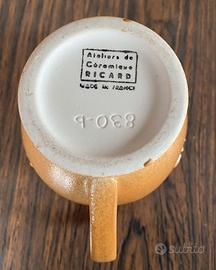 Ateliers de
Céramique
RICARD
MADE IN FRANCE
830-b
subito